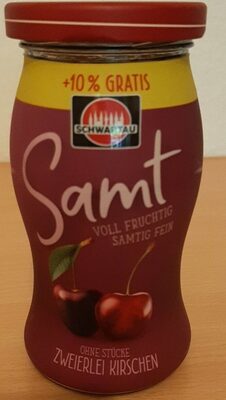 +10% GRATIS
SCHWARTAU
Samt
VOLL FRUCHTIG
SAMTIG FEIN
OHNE STÜCKE
ZWEIERLEI KIRSCHEN